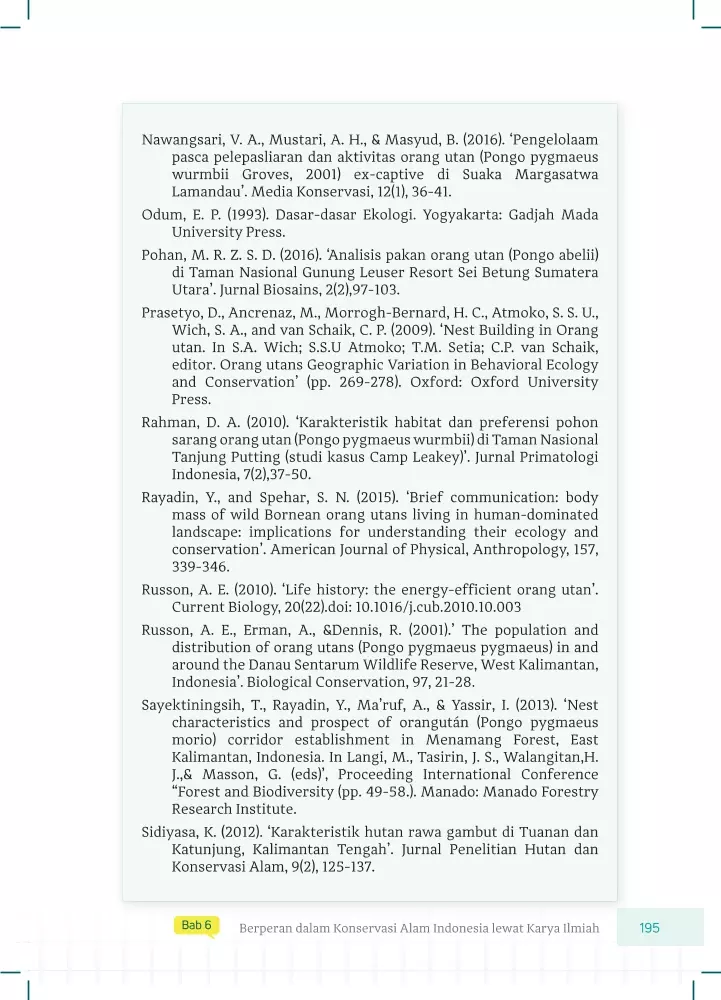 Nawangsari, V. A., Mustari, A. H., & Masyud, B. (2016). ‘Pengelolaam
pasca pelepasliaran dan aktivitas orang utan (Pongo pygmaeus
wurmbii Groves, 2001) ex-captive di Suaka Margasatwa
Lamandau’. Media Konservasi, 12(1), 36-41.
Odum, E. P. (1993). Dasar-dasar Ekologi. Yogyakarta: Gadjah Mada
University Press.
Pohan, M. R. Z. S. D. (2016). ‘Analisis pakan orang utan (Pongo abelii)
di Taman Nasional Gunung Leuser Resort Sei Betung Sumatera
Utara’. Jurnal Biosains, 2(2),97-103.
Prasetyo, D., Ancrenaz, M., Morrogh-Bernard, H. C., Atmoko, S. S. U.,
Wich, S. A., and van Schaik, C. P. (2009). ‘Nest Building in Orang
utan. In S.A. Wich; S.S.U Atmoko; T.M. Setia; C.P. van Schaik,
editor. Orang utans Geographic Variation in Behavioral Ecology
and Conservation’ (pp. 269-278). Oxford: Oxford University
Press.
Rahman, D. A. (2010). ‘Karakteristik habitat dan preferensi pohon
sarang orang utan (Pongo pygmaeus wurmbii) di Taman Nasional
Tanjung Putting (studi kasus Camp Leakey)’. Jurnal Primatologi
Indonesia, 7(2),37-50.
Rayadin, Y., and Spehar, S. N. (2015). ‘Brief communication: body
mass of wild Bornean orang utans living in human-dominated
landscape: implications for understanding their ecology and
conservation’. American Journal of Physical, Anthropology, 157,
339-346.
Russon, A. E. (2010). ‘Life history: the energy-efficient orang utan’.
Current Biology, 20(22).doi: 10.1016/j.cub.2010.10.003
Russon, A. E., Erman, A., &Dennis, R. (2001).’ The population and
distribution of orang utans (Pongo pygmaeus pygmaeus) in and
around the Danau Sentarum Wildlife Reserve, West Kalimantan,
Indonesia’. Biological Conservation, 97, 21-28.
Sayektiningsih, T., Rayadin, Y., Ma’ruf, A., & Yassir, I. (2013). ‘Nest
characteristics and prospect of orangután (Pongo pygmaeus
morio) corridor establishment in Menamang Forest, East
Kalimantan, Indonesia. In Langi, M., Tasirin, J. S., Walangitan,H.
J.,& Masson, G. (eds)’, Proceeding International Conference
“Forest and Biodiversity (pp. 49-58.). Manado: Manado Forestry
Research Institute.
Sidiyasa, K. (2012). ‘Karakteristik hutan rawa gambut di Tuanan dan
Katunjung, Kalimantan Tengah’. Jurnal Penelitian Hutan dan
Konservasi Alam, 9(2), 125-137.
Bab 6 Berperan dalam Konservasi Alam Indonesia lewat Karya Ilmiah 195